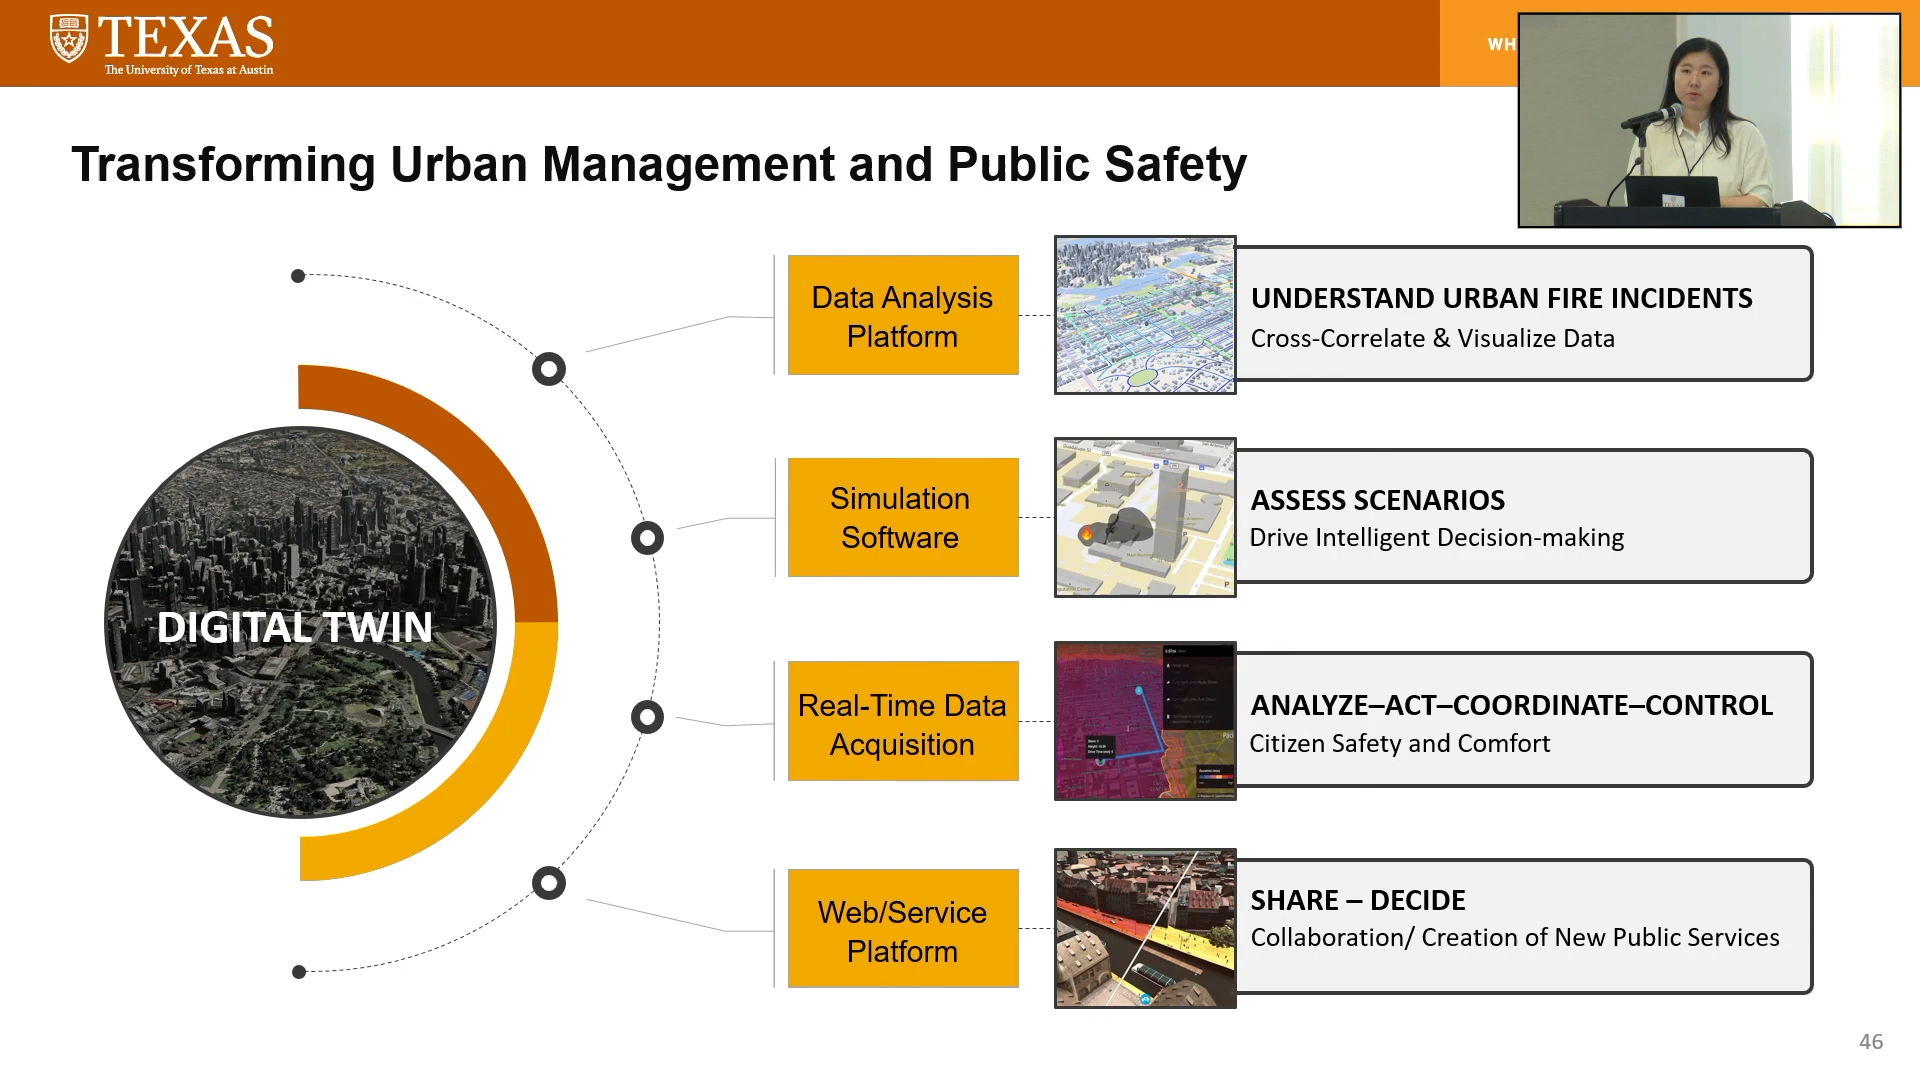 TEXAS
The University of Texas at Austin
WH
Transforming Urban Management and Public Safety
DIGITAL TWIN
Data Analysis
Platform
UNDERSTAND URBAN FIRE INCIDENTS
Cross-Correlate & Visualize Data
Simulation
Software
ASSESS SCENARIOS
Drive Intelligent Decision-making
Real-Time Data
Acquisition
ANALYZE–ACT–COORDINATE–CONTROL
Citizen Safety and Comfort
Web/Service
Platform
SHARE – DECIDE
Collaboration/ Creation of New Public Services
46